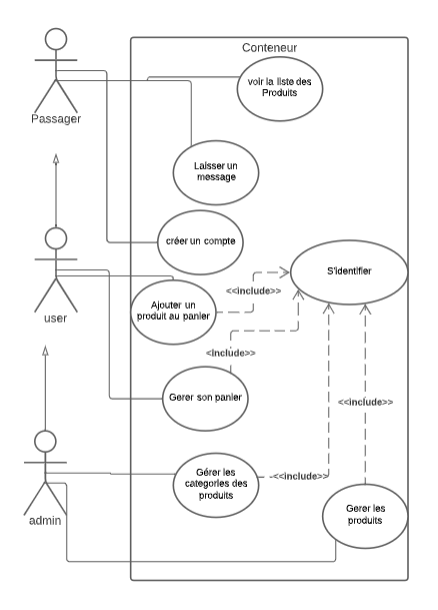 Conteneur
voir la liste des
Produits
Passager
Laisser un
message
créer un compte
S'identifier
<<include>>
Ajouter un
produit au panier
user
<include>>
Gerer son panier
<<include>>
Gérer les
categories des
produits
<<include>>
Gerer les
produits
admin